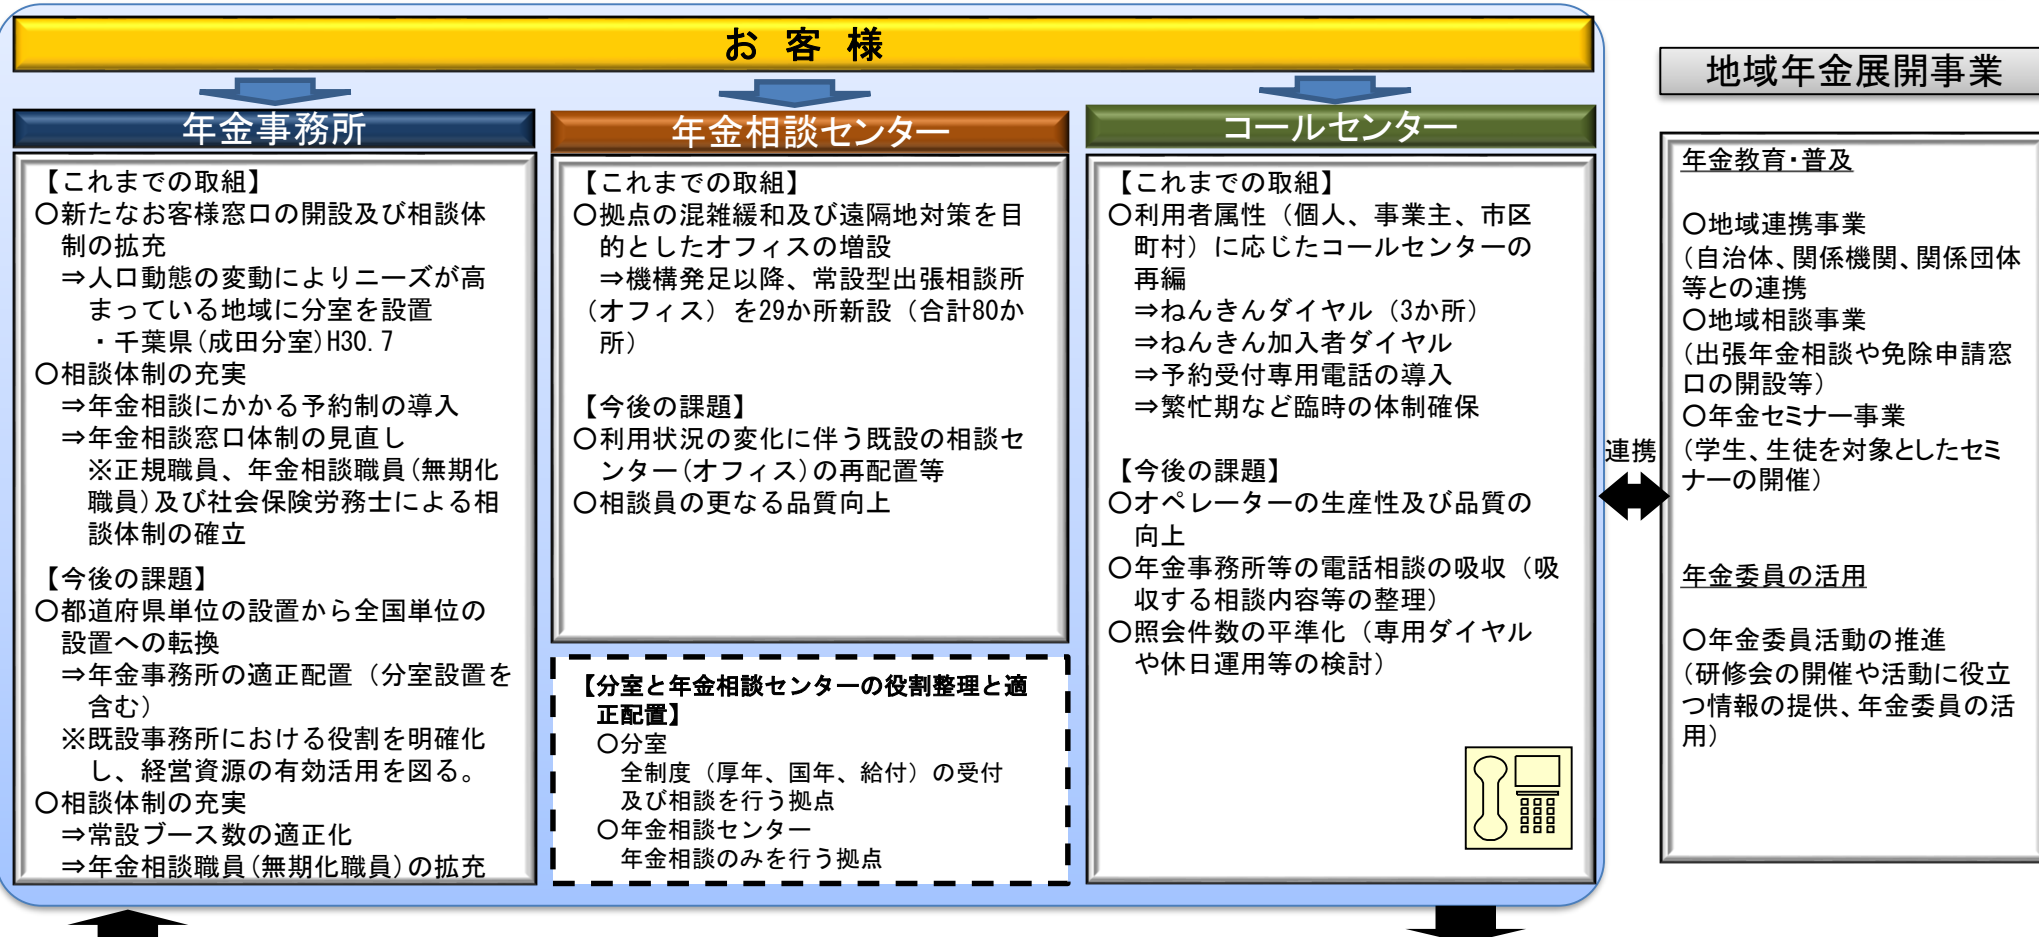 お 客 様
年金事務所
【これまでの取組】
○新たなお客様窓口の開設及び相談体
制の拡充
⇒人口動態の変動によりニーズが高
まっている地域に分室を設置
・千葉県(成田分室)H30.7
○相談体制の充実
⇒年金相談にかかる予約制の導入
⇒年金相談窓口体制の見直し
※正規職員、年金相談職員(無期化
職員)及び社会保険労務士による相
談体制の確立
【今後の課題】
○都道府県単位の設置から全国単位の
設置への転換
⇒年金事務所の適正配置（分室設置を
含む）
※既設事務所における役割を明確化
し、経営資源の有効活用を図る。
○相談体制の充実
⇒常設ブース数の適正化
⇒年金相談職員(無期化職員)の拡充
年金相談センター
【これまでの取組】
○拠点の混雑緩和及び遠隔地対策を目
的としたオフィスの増設
⇒機構発足以降、常設型出張相談所
（オフィス）を29か所新設（合計80か
所）
【今後の課題】
○利用状況の変化に伴う既設の相談セ
ンター(オフィス)の再配置等
○相談員の更なる品質向上
【分室と年金相談センターの役割整理と適
正配置】
○分室
全制度（厚年、国年、給付）の受付
及び相談を行う拠点
○年金相談センター
年金相談のみを行う拠点
コールセンター
【これまでの取組】
○利用者属性（個人、事業主、市区
町村）に応じたコールセンターの
再編
⇒ねんきんダイヤル（3か所）
⇒ねんきん加入者ダイヤル
⇒予約受付専用電話の導入
⇒繁忙期など臨時の体制確保
【今後の課題】
○オペレーターの生産性及び品質の
向上
○年金事務所等の電話相談の吸収（吸
収する相談内容等の整理）
○照会件数の平準化（専用ダイヤル
や休日運用等の検討）
連携
地域年金展開事業
年金教育・普及
○地域連携事業
（自治体、関係機関、関係団体
等との連携
○地域相談事業
（出張年金相談や免除申請窓
口の開設等）
○年金セミナー事業
（学生、生徒を対象としたセミ
ナーの開催）
年金委員の活用
○年金委員活動の推進
（研修会の開催や活動に役立
つ情報の提供、年金委員の活
用）